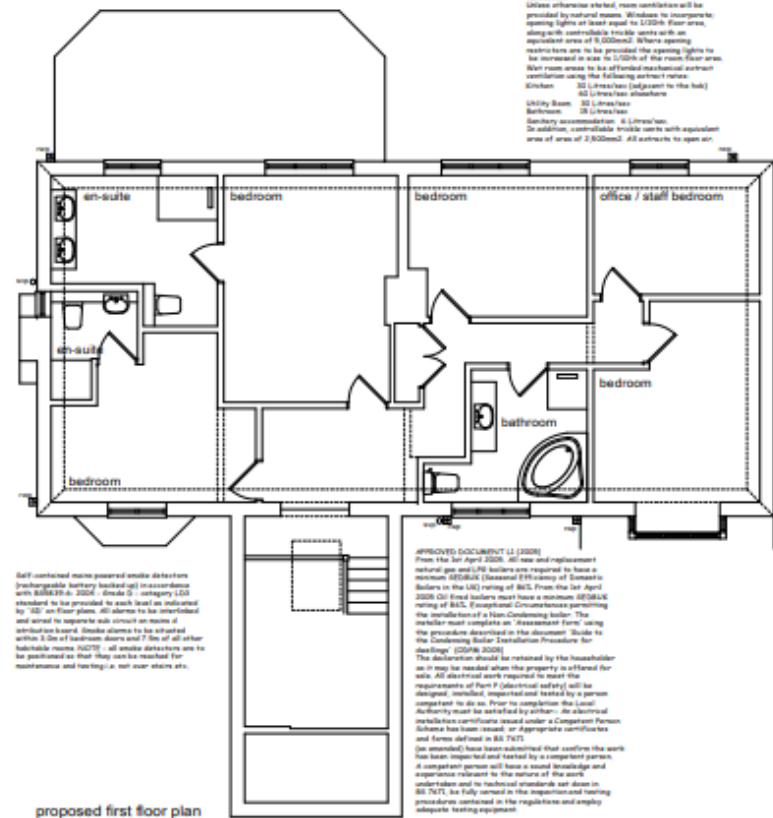 Unless otherwise stated, room ventilation will be
provided by natural means. Windows to incorporate;
opening lights at least equal to 1/20th floor area,
along with controllable trickle vents with an
equivalent area of 5,000mm2. Where opening
restrictors are to be provided the opening lights to
be increased in size to 1/10th of the room floor area.
Wet room areas to be afforded mechanical extract
ventilation using the following extract rates:
Kitchen 30 Litres/sec (adjacent to the hob)
60 Litres/sec elsewhere
Utility Room 30 Litres/sec
Bathroom 15 Litres/sec
Sanitary accommodation 6 Litres/sec.
In addition, controllable trickle vents with equivalent
area of area of 2,500mm2. All extracts to open air.
rwp
rwp
en-suite
bedroom
bedroom
office / staff bedroom
svp
en-suite
bedroom
bathroom
bedroom
rwp
svp
rwp
rwp
Self-contained mains powered smoke detectors
(rechargeable battery backed up) in accordance
with BS5839-6: 2004 - Grade D - category LD3
standard to be provided to each level as indicated
by 'SD' on floor plans. All alarms to be interlinked
and wired to separate sub circuit on mains d
istribution board. Smoke alarms to be situated
within 3.0m of bedroom doors and 7.5m of all other
habitable rooms. NOTE - all smoke detectors are to
be positioned so that they can be reached for
maintenance and testing i.e. not over stairs etc.
APPROVED DOCUMENT L1 (2005)
From the 1st April 2005. All new and replacement
natural gas and LPG boilers are required to have a
minimum SEDBUK (Seasonal Efficiency of Domestic
Boilers in the UK) rating of 86%. From the 1st April
2005 Oil fired boilers must have a minimum SEDBUK
rating of 86%. Exceptional Circumstances permitting
the installation of a Non-Condensing boiler. The
installer must complete an 'Assessment form' using
the procedure described in the document 'Guide to
the Condensing Boiler Installation Procedure for
dwellings' (ODPM 2005)
The declaration should be retained by the householder
as it may be needed when the property is offered for
sale. All electrical work required to meet the
requirements of Part P (electrical safety) will be
designed, installed, inspected and tested by a person
competent to do so. Prior to completion the Local
Authority must be satisfied by either:- An electrical
installation certificate issued under a Competent Person
Scheme has been issued; or Appropriate certificates
and forms defined in BS 7671
(as amended) have been submitted that confirm the work
has been inspected and tested by a competent person.
A competent person will have a sound knowledge and
experience relevant to the nature of the work
undertaken and to technical standards set down in
BS 7671, be fully versed in the inspection and testing
procedures contained in the regulations and employ
adequate testing equipment.
proposed first floor plan